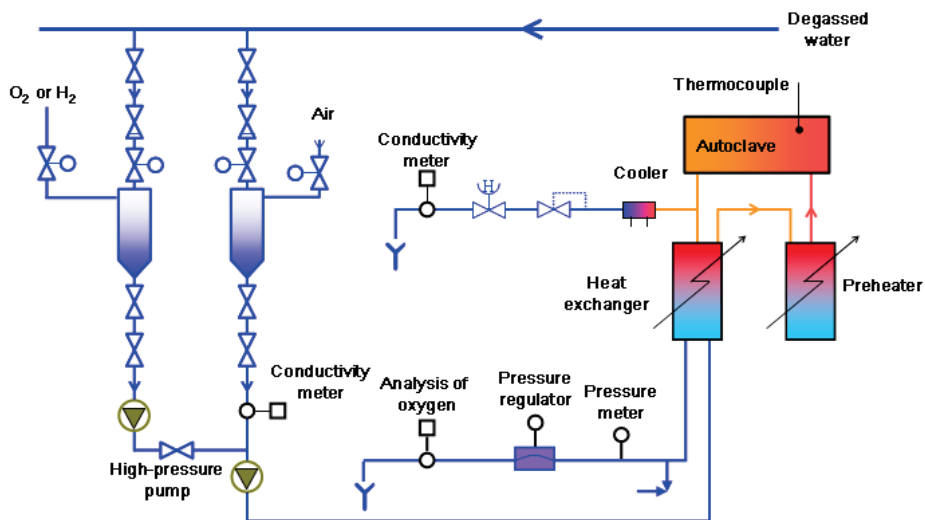 Degassed
water
O₂ or H₂
Air
Thermocouple
Conductivity
meter
Autoclave
Cooler
H
Heat
exchanger
Preheater
Conductivity
meter
Analysis of
oxygen
Pressure
regulator
Pressure
meter
High-pressure
pump